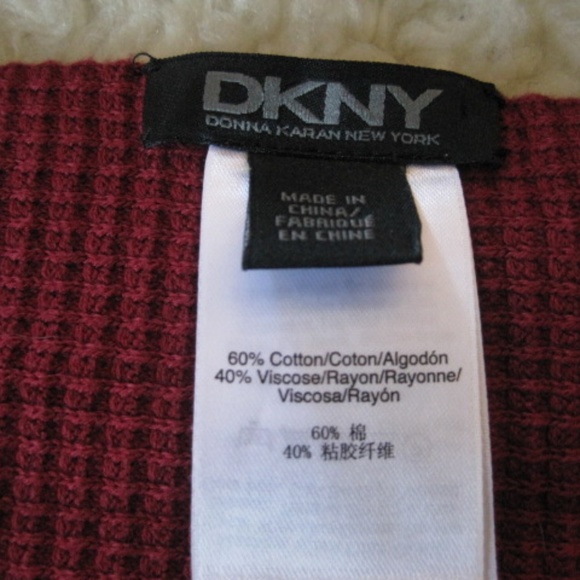 DKNY
DONNA KARAN NEW YORK
MADE IN
CHINA/
FABRIQUÉ
EN CHINE
60% Cotton/Coton/Algodón
40% Viscose/Rayon/Rayonne/
Viscosa/Rayón
60% 棉
40% 粘胶纤维